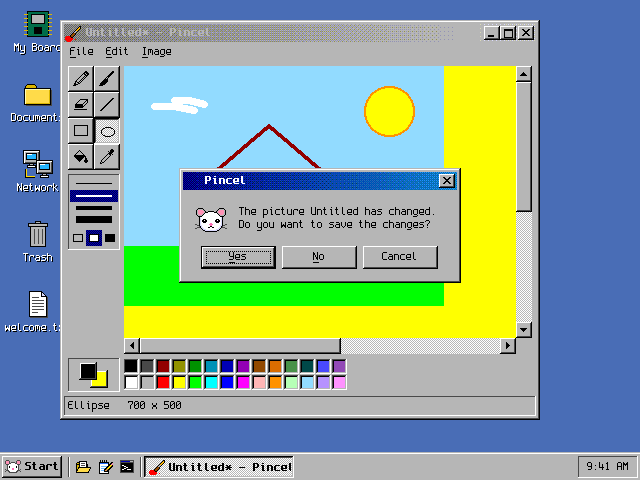 My Board
Untitled* - Pincel
File Edit Image
Document
Network
Trash
welcome.t
Pincel
The picture Untitled has changed.
Do you want to save the changes?
Yes No Cancel
Ellipse 700 x 500
Start
Untitled* - Pincel
9:41 AM